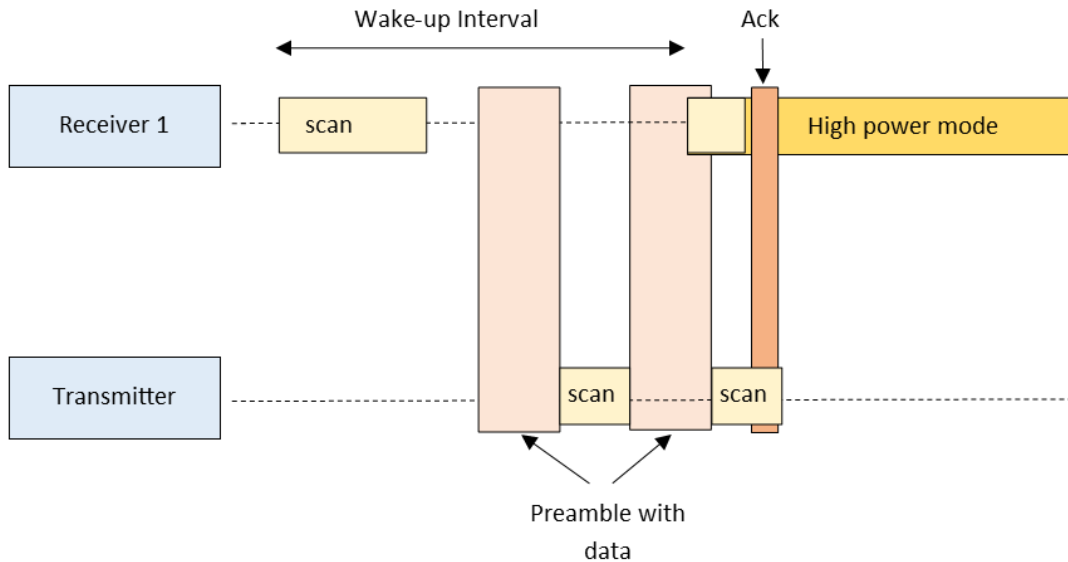 Wake-up Interval
Ack
Receiver 1
scan
High power mode
Transmitter
scan
scan
Preamble with
data